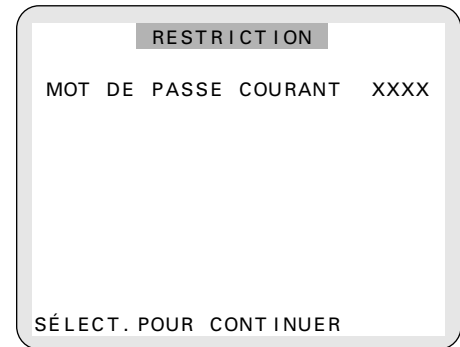 RESTRICTION
MOT DE PASSE COURANT XXXX
SÉLECT. POUR CONTINUER